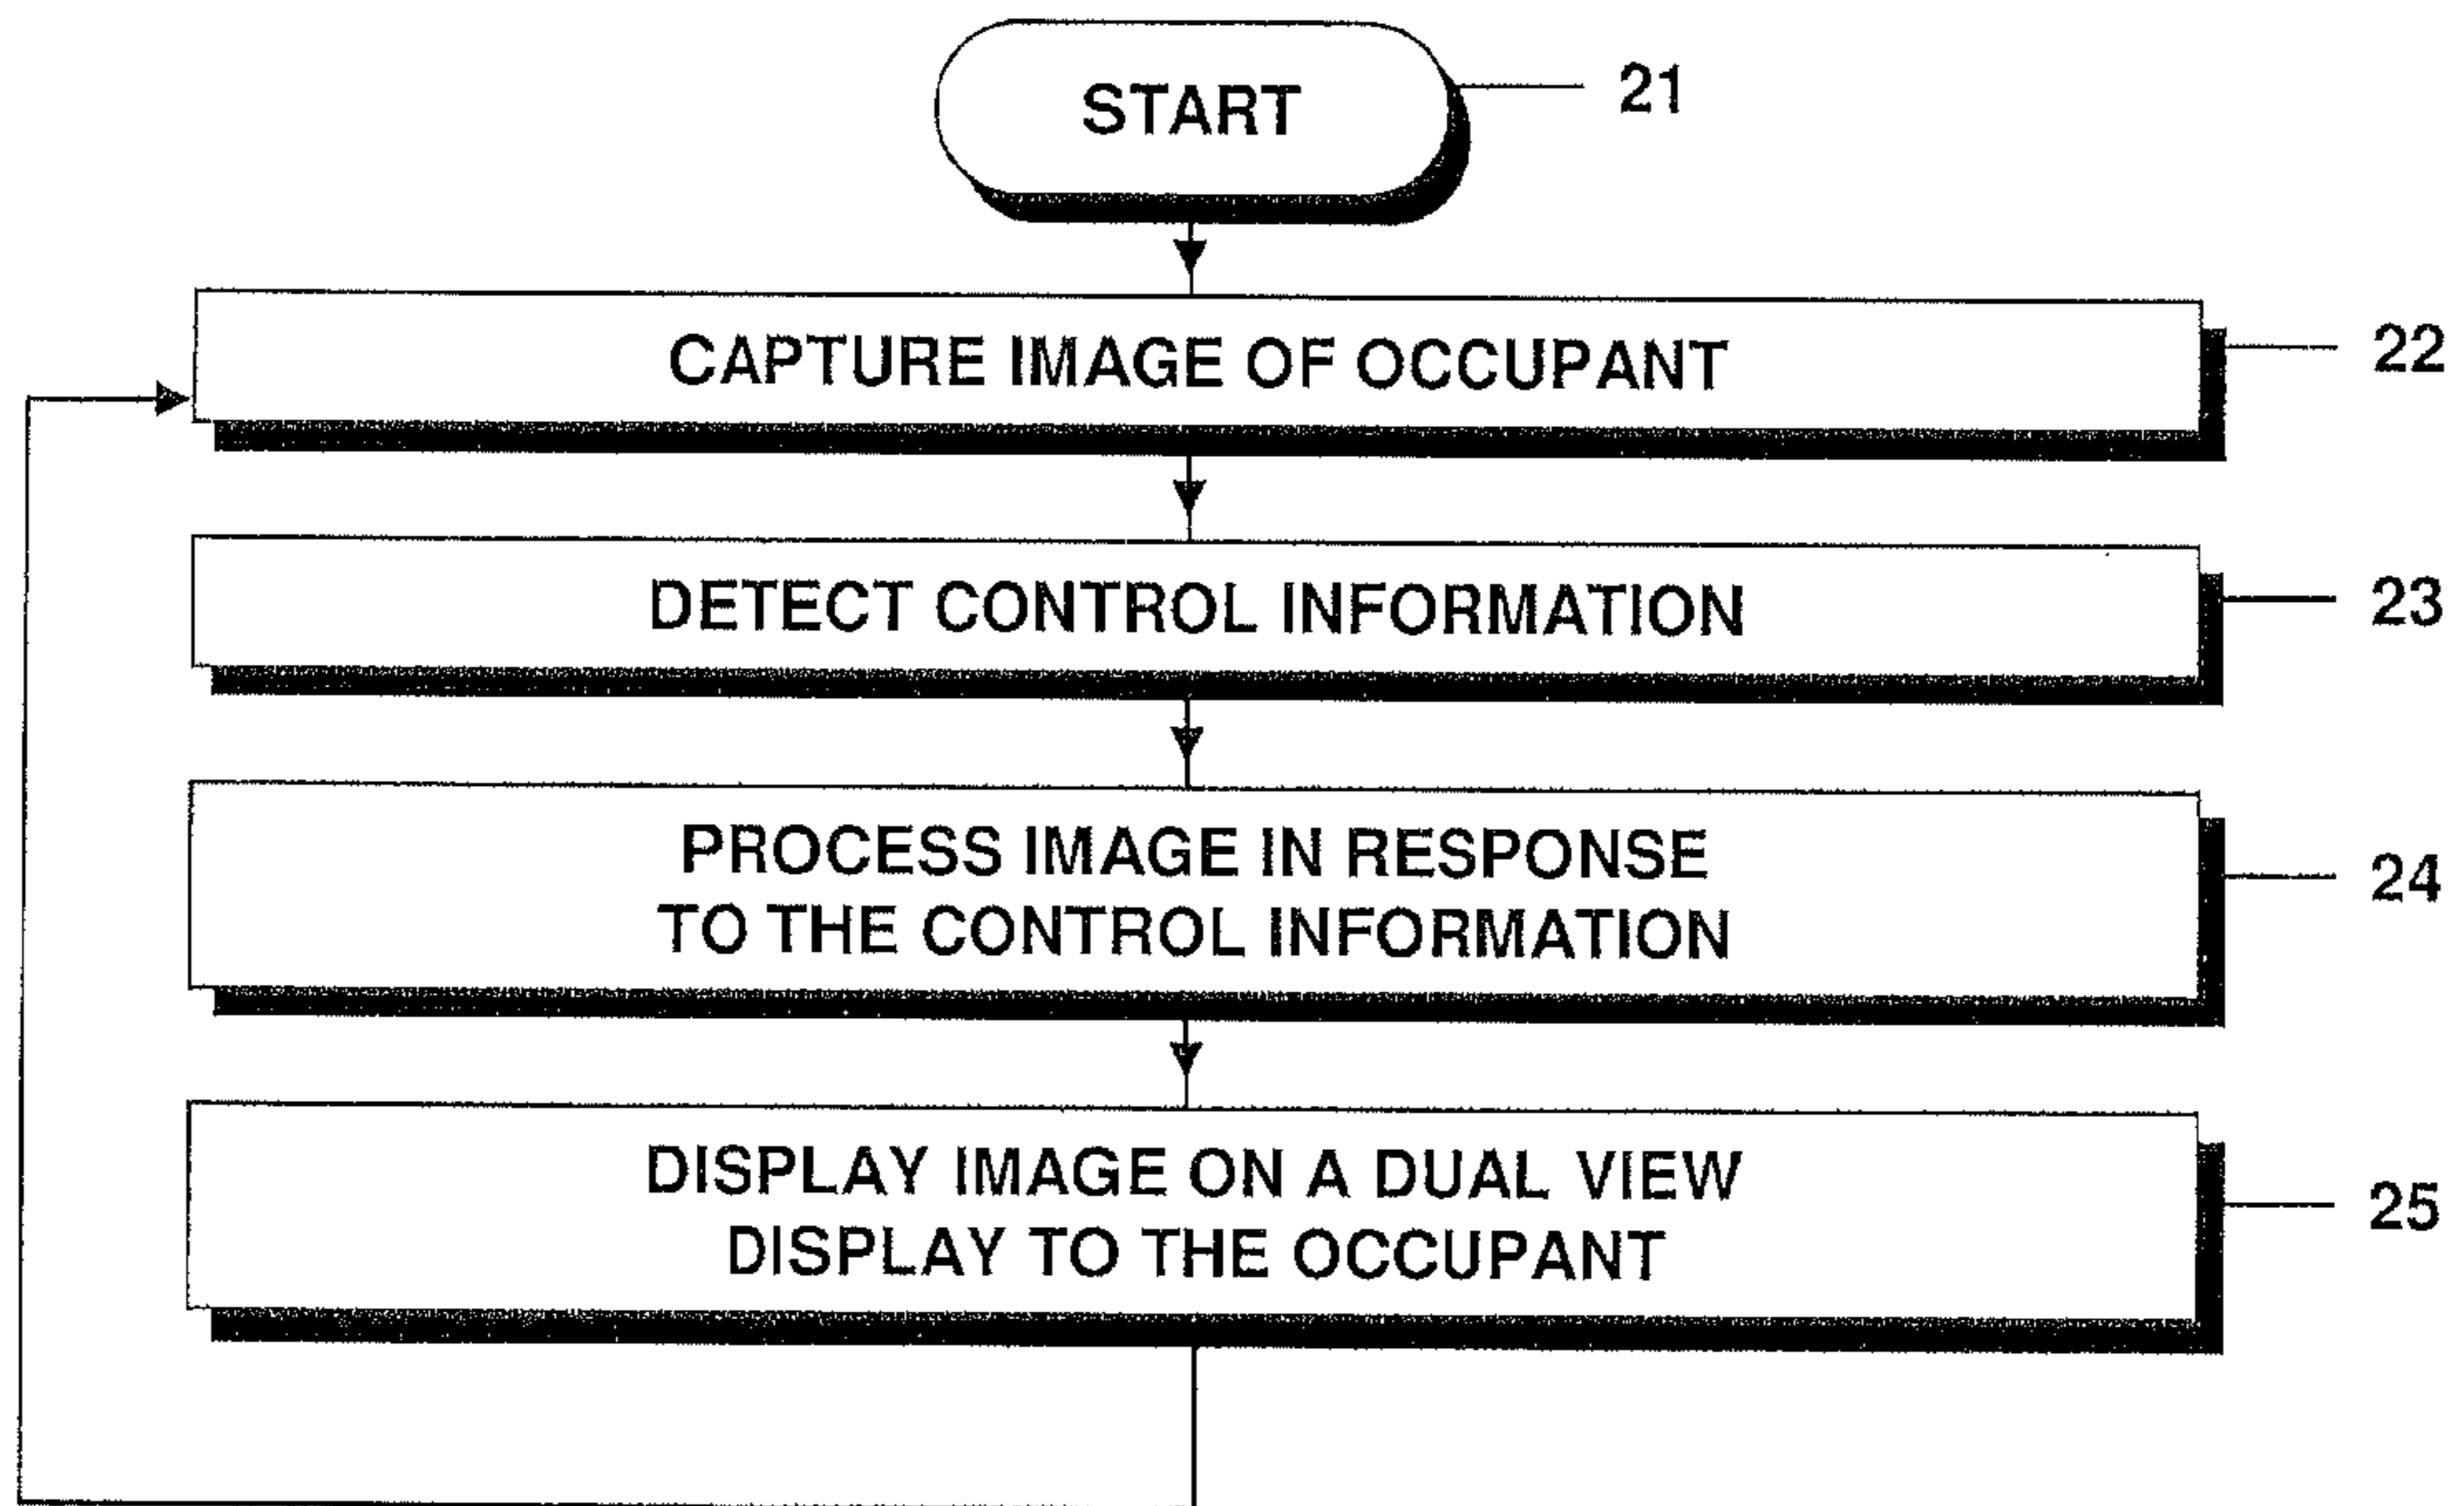 START
21
CAPTURE IMAGE OF OCCUPANT
22
DETECT CONTROL INFORMATION
23
PROCESS IMAGE IN RESPONSE
TO THE CONTROL INFORMATION
24
DISPLAY IMAGE ON A DUAL VIEW
DISPLAY TO THE OCCUPANT
25